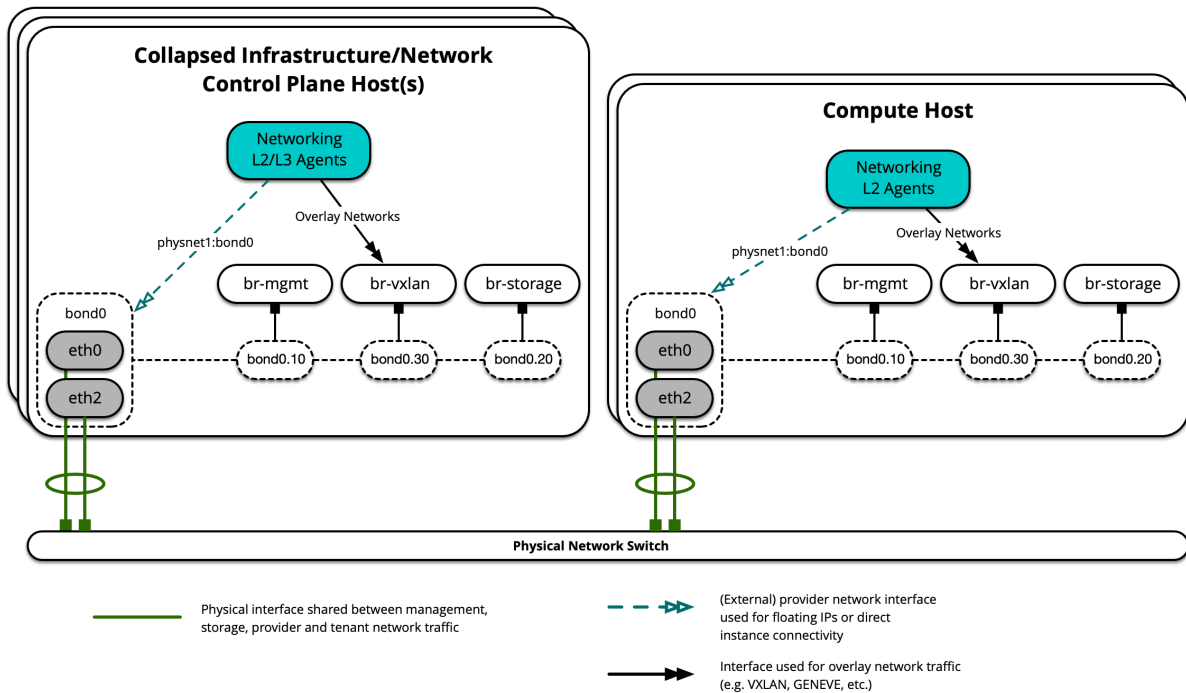 Collapsed Infrastructure/Network
Control Plane Host(s)
Networking
L2/L3 Agents
Overlay Networks
physnet1:bond0
br-mgmt
br-vxlan
br-storage
bond0
eth0
eth2
bond0.10
bond0.30
bond0.20
Compute Host
Networking
L2 Agents
Overlay Networks
physnet1:bond0
br-mgmt
br-vxlan
br-storage
bond0
eth0
eth2
bond0.10
bond0.30
bond0.20
Physical Network Switch
Physical interface shared between management,
storage, provider and tenant network traffic
(External) provider network interface
used for floating IPs or direct
instance connectivity
Interface used for overlay network traffic
(e.g. VXLAN, GENEVE, etc.)